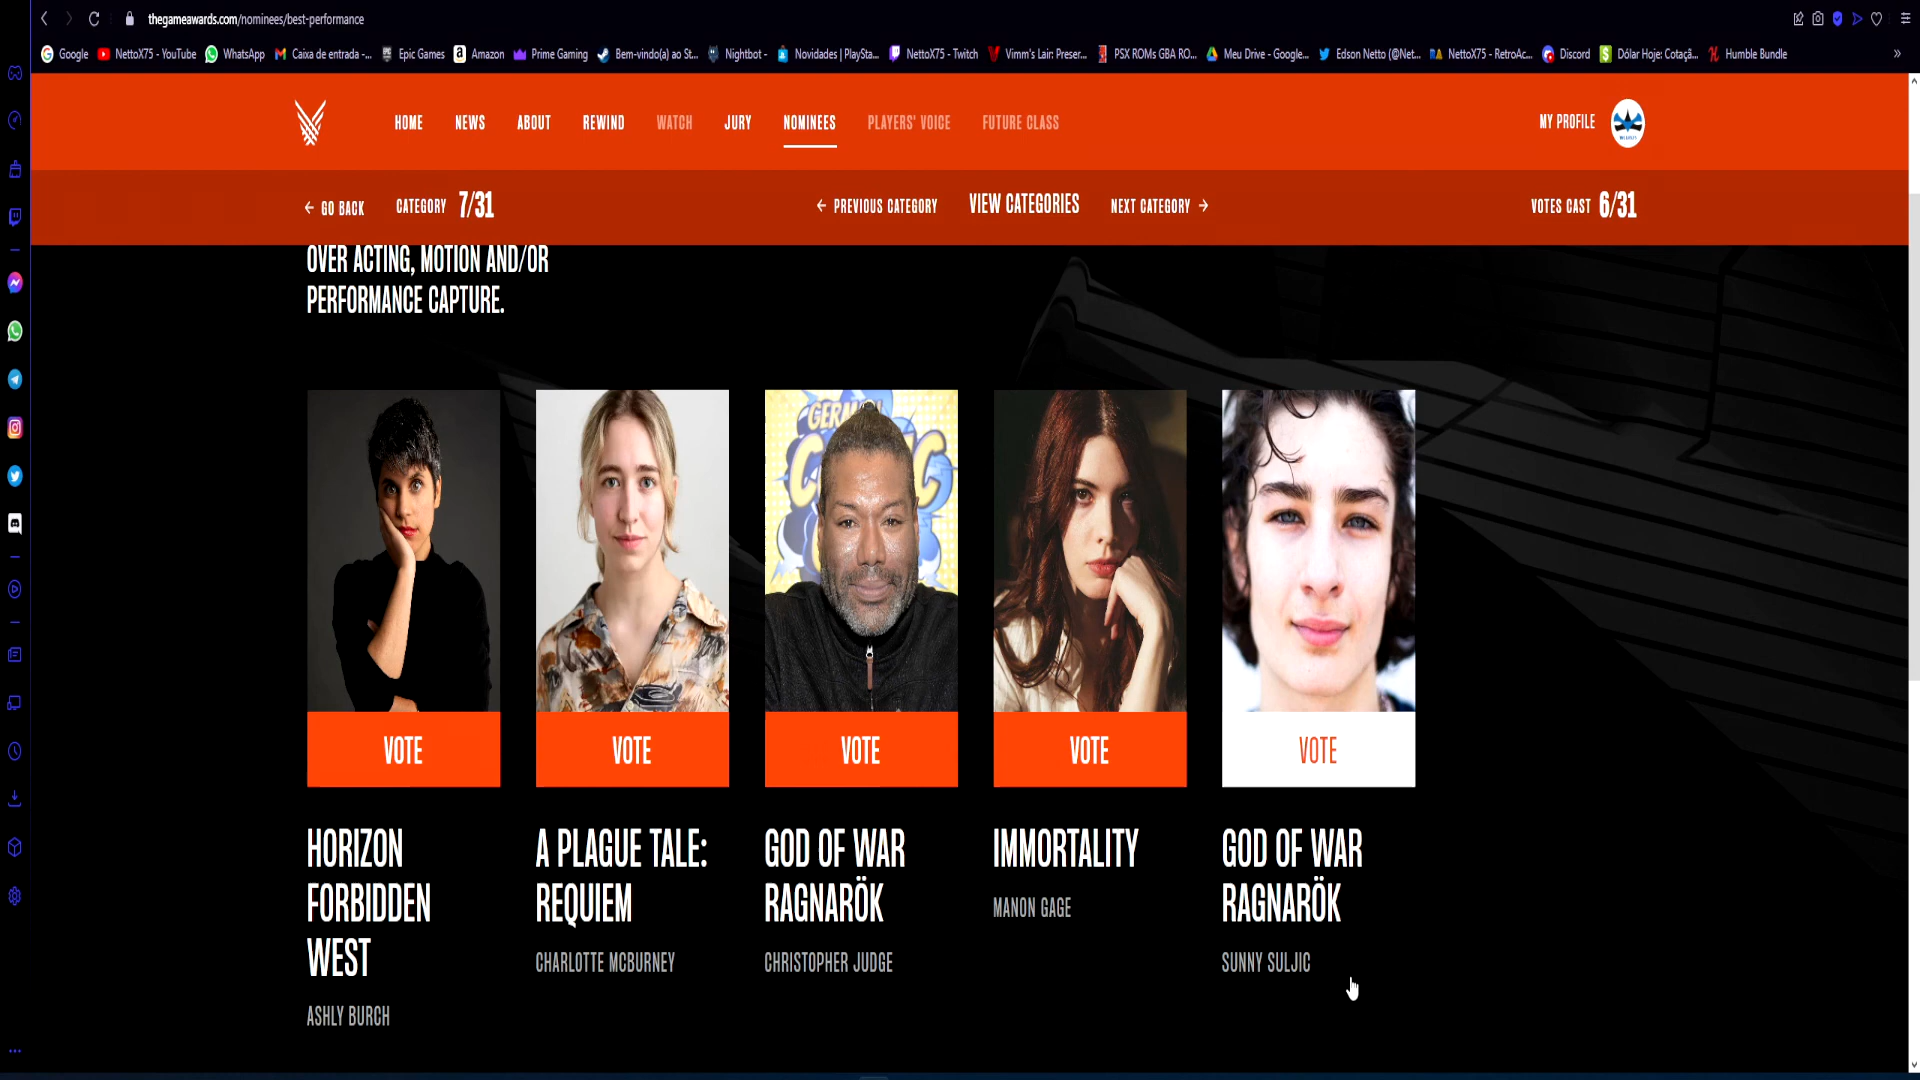 thegameawards.com/nominees/best-performance
Google NettoX75 - YouTube WhatsApp Caixa de entrada -... Epic Games Amazon Prime Gaming Bem-vindo(a) ao St... Nightbot - Novidades | PlaySta... NettoX75 - Twitch Vimm's Lair: Preser... PSX ROMs GBA RO... Meu Drive - Google... Edson Netto (@Net... NettoX75 - RetroAc... Discord Dólar Hoje: Cotaçã... Humble Bundle »
HOME NEWS ABOUT REWIND WATCH JURY NOMINEES PLAYERS' VOICE FUTURE CLASS MY PROFILE
← GO BACK CATEGORY 7/31 ← PREVIOUS CATEGORY VIEW CATEGORIES NEXT CATEGORY → VOTES CAST 6/31
OVER ACTING, MOTION AND/OR
PERFORMANCE CAPTURE.
VOTE VOTE VOTE VOTE VOTE
HORIZON
FORBIDDEN
WEST
ASHLY BURCH
A PLAGUE TALE:
REQUIEM
CHARLOTTE MCBURNEY
GOD OF WAR
RAGNARÖK
CHRISTOPHER JUDGE
IMMORTALITY
MANON GAGE
GOD OF WAR
RAGNARÖK
SUNNY SULJIC